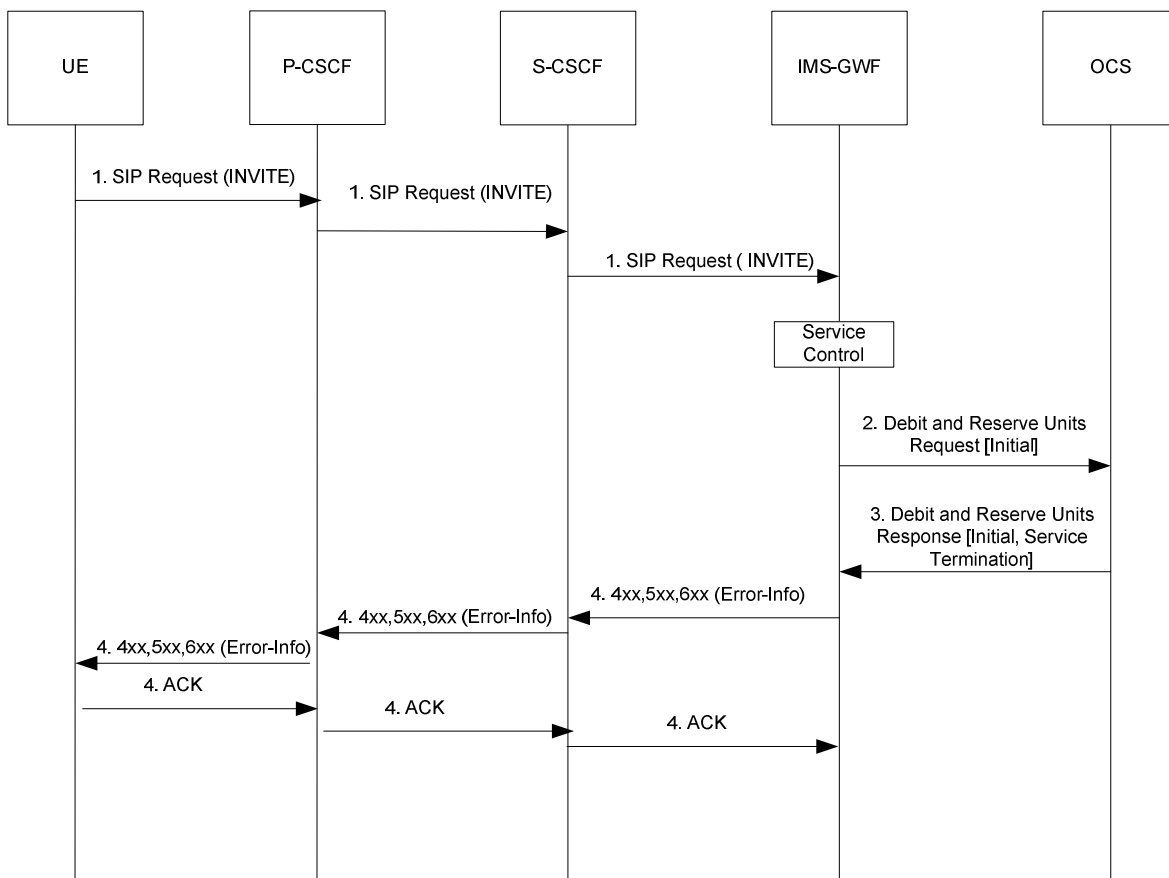 UE
P-CSCF
S-CSCF
IMS-GWF
OCS
1. SIP Request (INVITE)
1. SIP Request (INVITE)
1. SIP Request ( INVITE)
Service
Control
2. Debit and Reserve Units
Request [Initial]
3. Debit and Reserve Units
Response [Initial, Service
Termination]
4. 4xx,5xx,6xx (Error-Info)
4. 4xx,5xx,6xx (Error-Info)
4. 4xx,5xx,6xx (Error-Info)
4. ACK
4. ACK
4. ACK